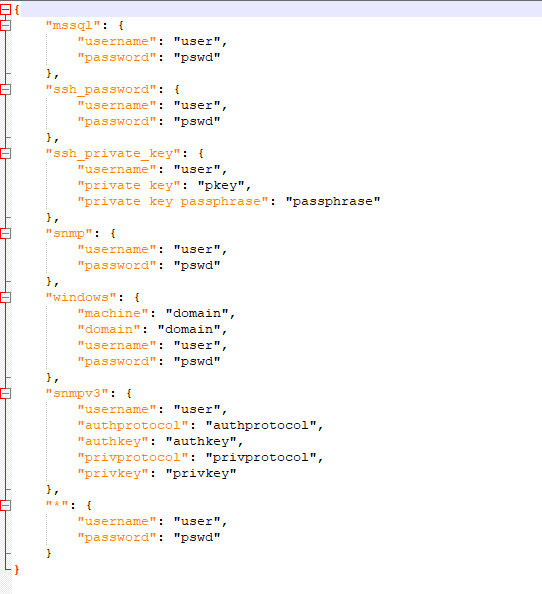 {
    "mssql": {
        "username": "user",
        "password": "pswd"
    },
    "ssh_password": {
        "username": "user",
        "password": "pswd"
    },
    "ssh_private_key": {
        "username": "user",
        "private key": "pkey",
        "private key passphrase": "passphrase"
    },
    "snmp": {
        "username": "user",
        "password": "pswd"
    },
    "windows": {
        "machine": "domain",
        "domain": "domain",
        "username": "user",
        "password": "pswd"
    },
    "snmpv3": {
        "username": "user",
        "authprotocol": "authprotocol",
        "authkey": "authkey",
        "privprotocol": "privprotocol",
        "privkey": "privkey"
    },
    "*": {
        "username": "user",
        "password": "pswd"
    }
}